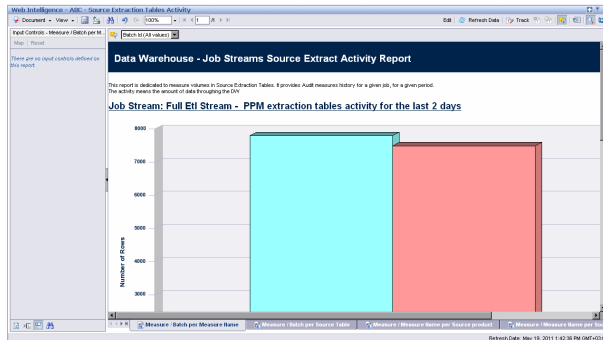 Web Intelligence - ABC - Source Extraction Tables Activity
Document - View - 100% 1 /1 Edit Refresh Data Track
Input Controls - Measure / Batch per M...
Map Reset
There are no input controls defined on this report
Batch Id (All values)
Data Warehouse - Job Streams Source Extract Activity Report
This report is dedicated to measure volumes in Source Extraction Tables. It provides Audit measures history for a given job, for a given period.
The activity means the amount of data throughing the DW
Job Stream: Full Etl Stream - PPM extraction tables activity for the last 2 days
Number of Rows
8000
7000
6000
5000
4000
3000
Measure / Batch per Measure Name
Measure / Batch per Source Table
Measure / Measure Name per Source product
Measure / Measure Name per Sou
Refresh Date: May 19, 2011 1:42:36 PM GMT+03: